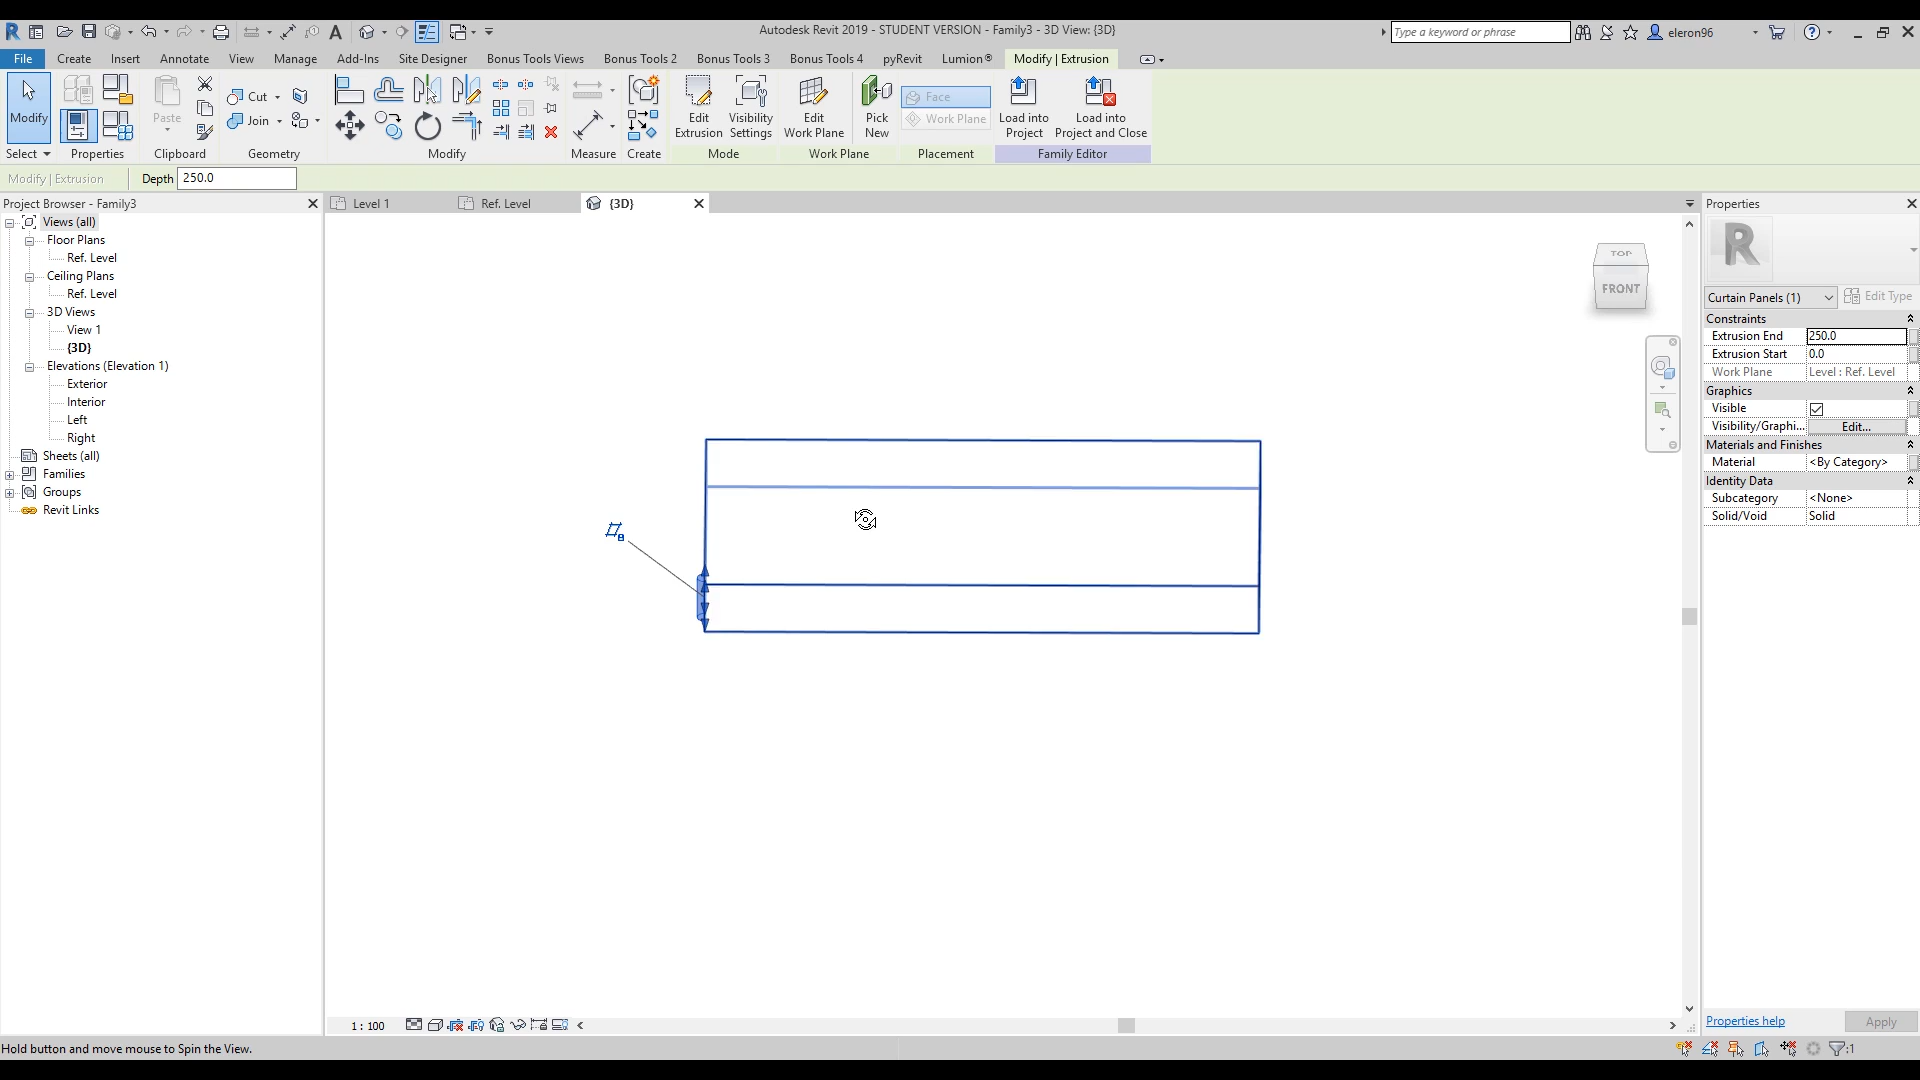 Autodesk Revit 2019 - STUDENT VERSION - Family3 - 3D View: {3D}
Type a keyword or phrase
eleron96
File Create Insert Annotate View Manage Add-Ins Site Designer Bonus Tools Views Bonus Tools 2 Bonus Tools 3 Bonus Tools 4 pyRevit Lumion® Modify | Extrusion
Modify
Paste
Cut
Join
Edit Extrusion
Visibility Settings
Edit Work Plane
Pick New
Face
Work Plane
Load into Project
Load into Project and Close
Select Properties Clipboard Geometry Modify Measure Create Mode Work Plane Placement Family Editor
Modify | Extrusion Depth 250.0
Project Browser - Family3
Level 1 Ref. Level {3D}
Views (all)
Floor Plans
Ref. Level
Ceiling Plans
Ref. Level
3D Views
View 1
{3D}
Elevations (Elevation 1)
Exterior
Interior
Left
Right
Sheets (all)
Families
Groups
Revit Links
TOP
FRONT
Properties
R
Curtain Panels (1) Edit Type
Constraints
Extrusion End 250.0
Extrusion Start 0.0
Work Plane Level : Ref. Level
Graphics
Visible
Visibility/Graphi... Edit...
Materials and Finishes
Material <By Category>
Identity Data
Subcategory <None>
Solid/Void Solid
Properties help Apply
1 : 100
Hold button and move mouse to Spin the View.
:1